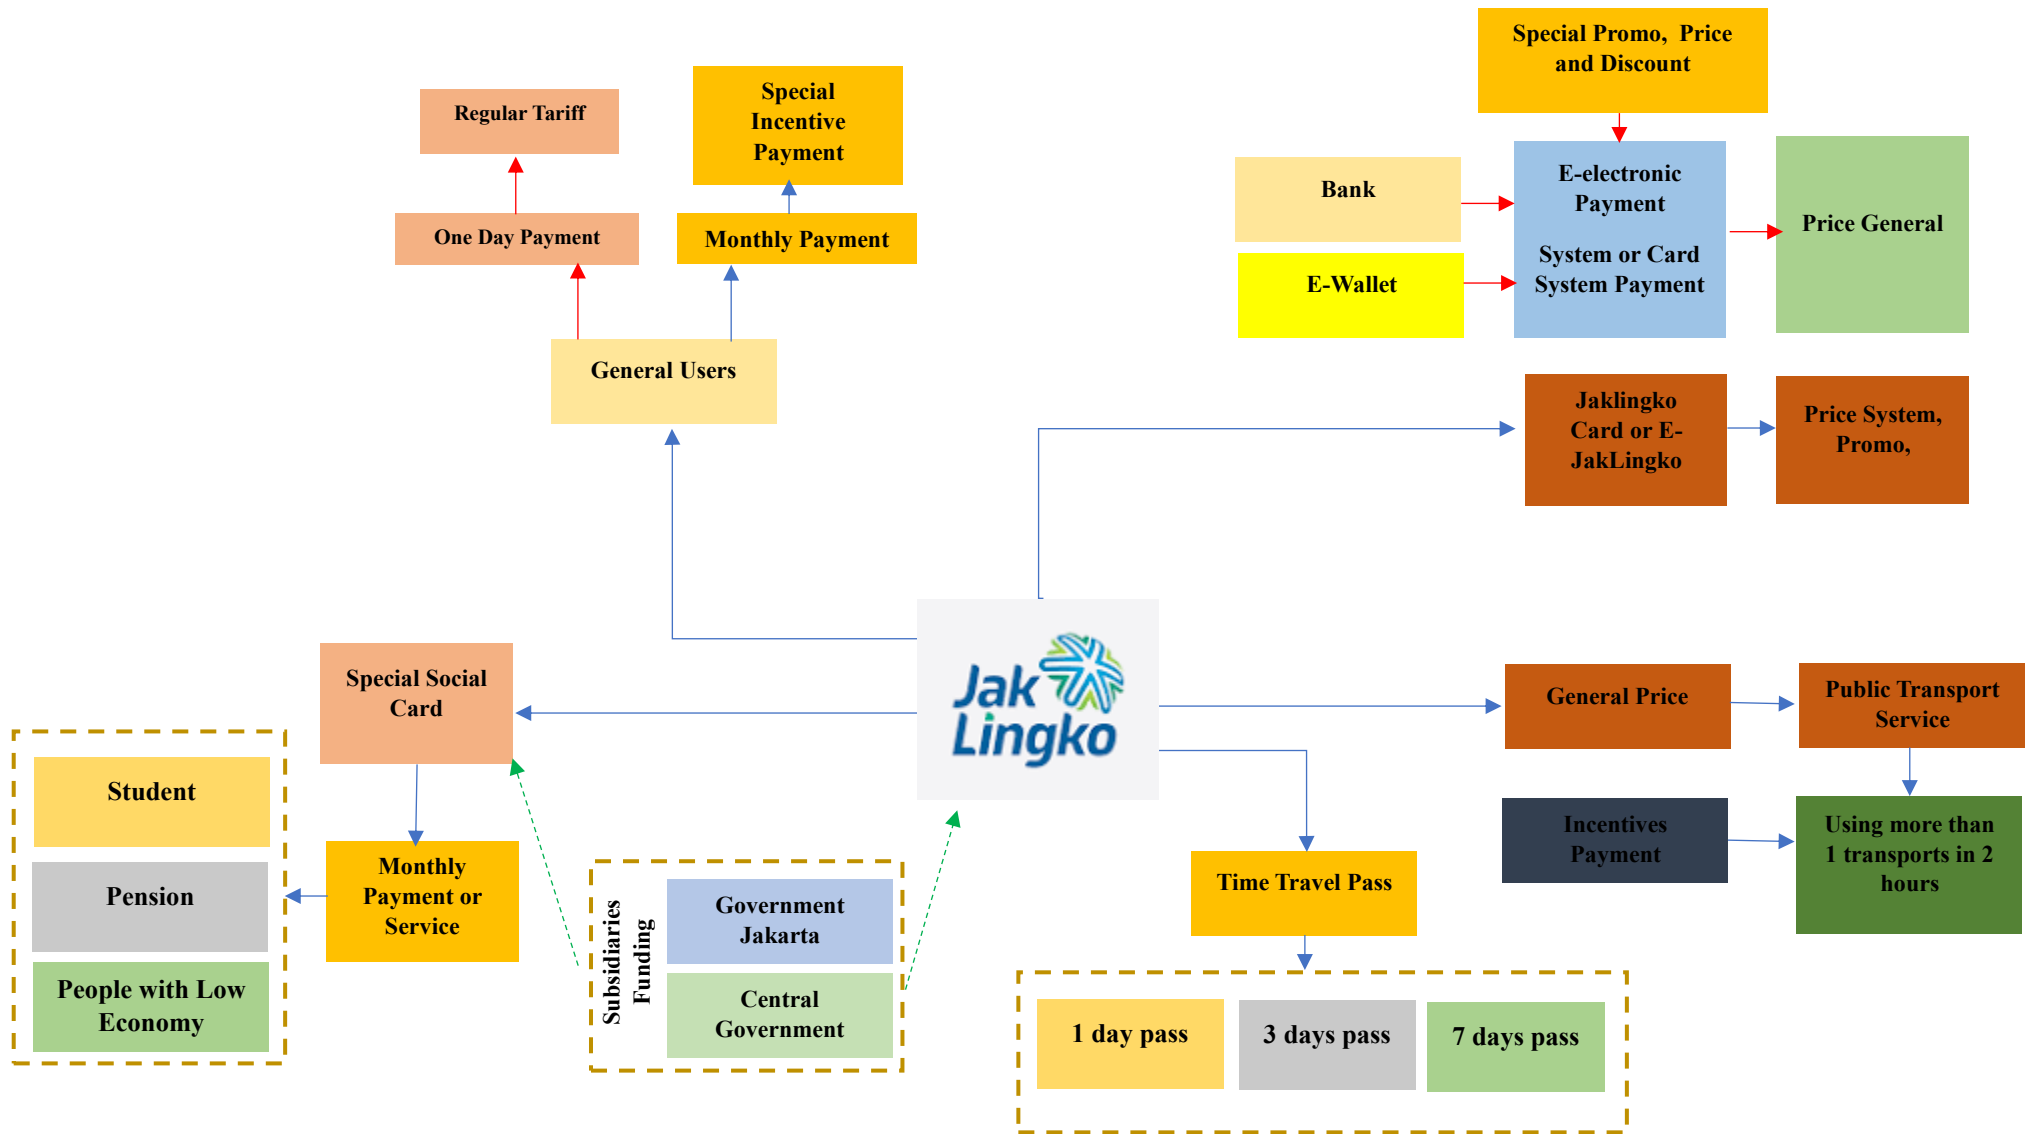 Special Promo,  Price
and Discount
Regular Tariff
Special
Incentive
Payment
Bank
E-electronic
Payment
System or Card
System Payment
Price General
One Day Payment
Monthly Payment
E-Wallet
General Users
Jaklingko
Card or E-
JakLingko
Price System,
Promo,
Special Social
Card
Jak
Lingko
General Price
Public Transport
Service
Student
Pension
People with Low
Economy
Monthly
Payment or
Service
Subsidiaries
Funding
Government
Jakarta
Central
Government
Time Travel Pass
Incentives
Payment
Using more than
1 transports in 2
hours
1 day pass
3 days pass
7 days pass